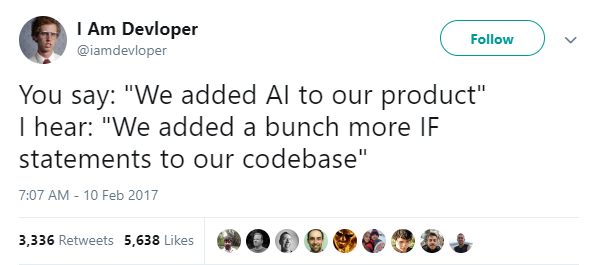 I Am Devloper
@iamdevloper
Follow
You say: "We added AI to our product"
I hear: "We added a bunch more IF
statements to our codebase"
7:07 AM - 10 Feb 2017
3,336 Retweets 5,638 Likes